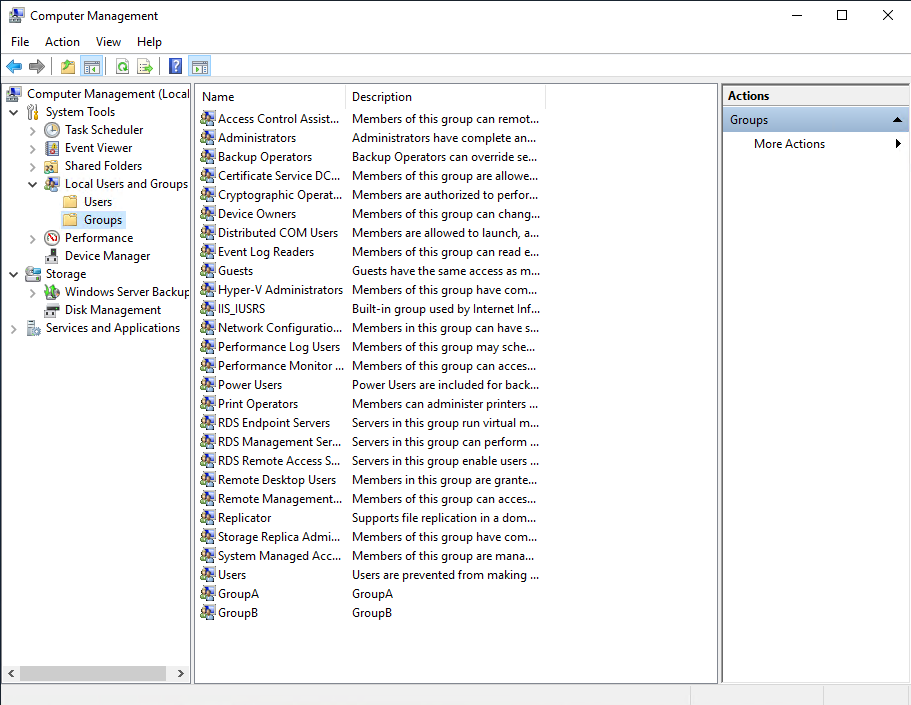 Computer Management
File Action View Help
Computer Management (Local
System Tools
Task Scheduler
Event Viewer
Shared Folders
Local Users and Groups
Users
Groups
Performance
Device Manager
Storage
Windows Server Backup
Disk Management
Services and Applications
Name Description
Access Control Assist... Members of this group can remot...
Administrators Administrators have complete an...
Backup Operators Backup Operators can override se...
Certificate Service DC... Members of this group are allowe...
Cryptographic Operat... Members are authorized to perfor...
Device Owners Members of this group can chang...
Distributed COM Users Members are allowed to launch, a...
Event Log Readers Members of this group can read e...
Guests Guests have the same access as m...
Hyper-V Administrators Members of this group have com...
IIS_IUSRS Built-in group used by Internet Inf...
Network Configuratio... Members in this group can have s...
Performance Log Users Members of this group may sche...
Performance Monitor ... Members of this group can acces...
Power Users Power Users are included for back...
Print Operators Members can administer printers ...
RDS Endpoint Servers Servers in this group run virtual m...
RDS Management Ser... Servers in this group can perform ...
RDS Remote Access S... Servers in this group enable users ...
Remote Desktop Users Members in this group are grante...
Remote Management... Members of this group can acces...
Replicator Supports file replication in a dom...
Storage Replica Admi... Members of this group have com...
System Managed Acc... Members of this group are mana...
Users Users are prevented from making ...
GroupA GroupA
GroupB GroupB
Actions
Groups
More Actions